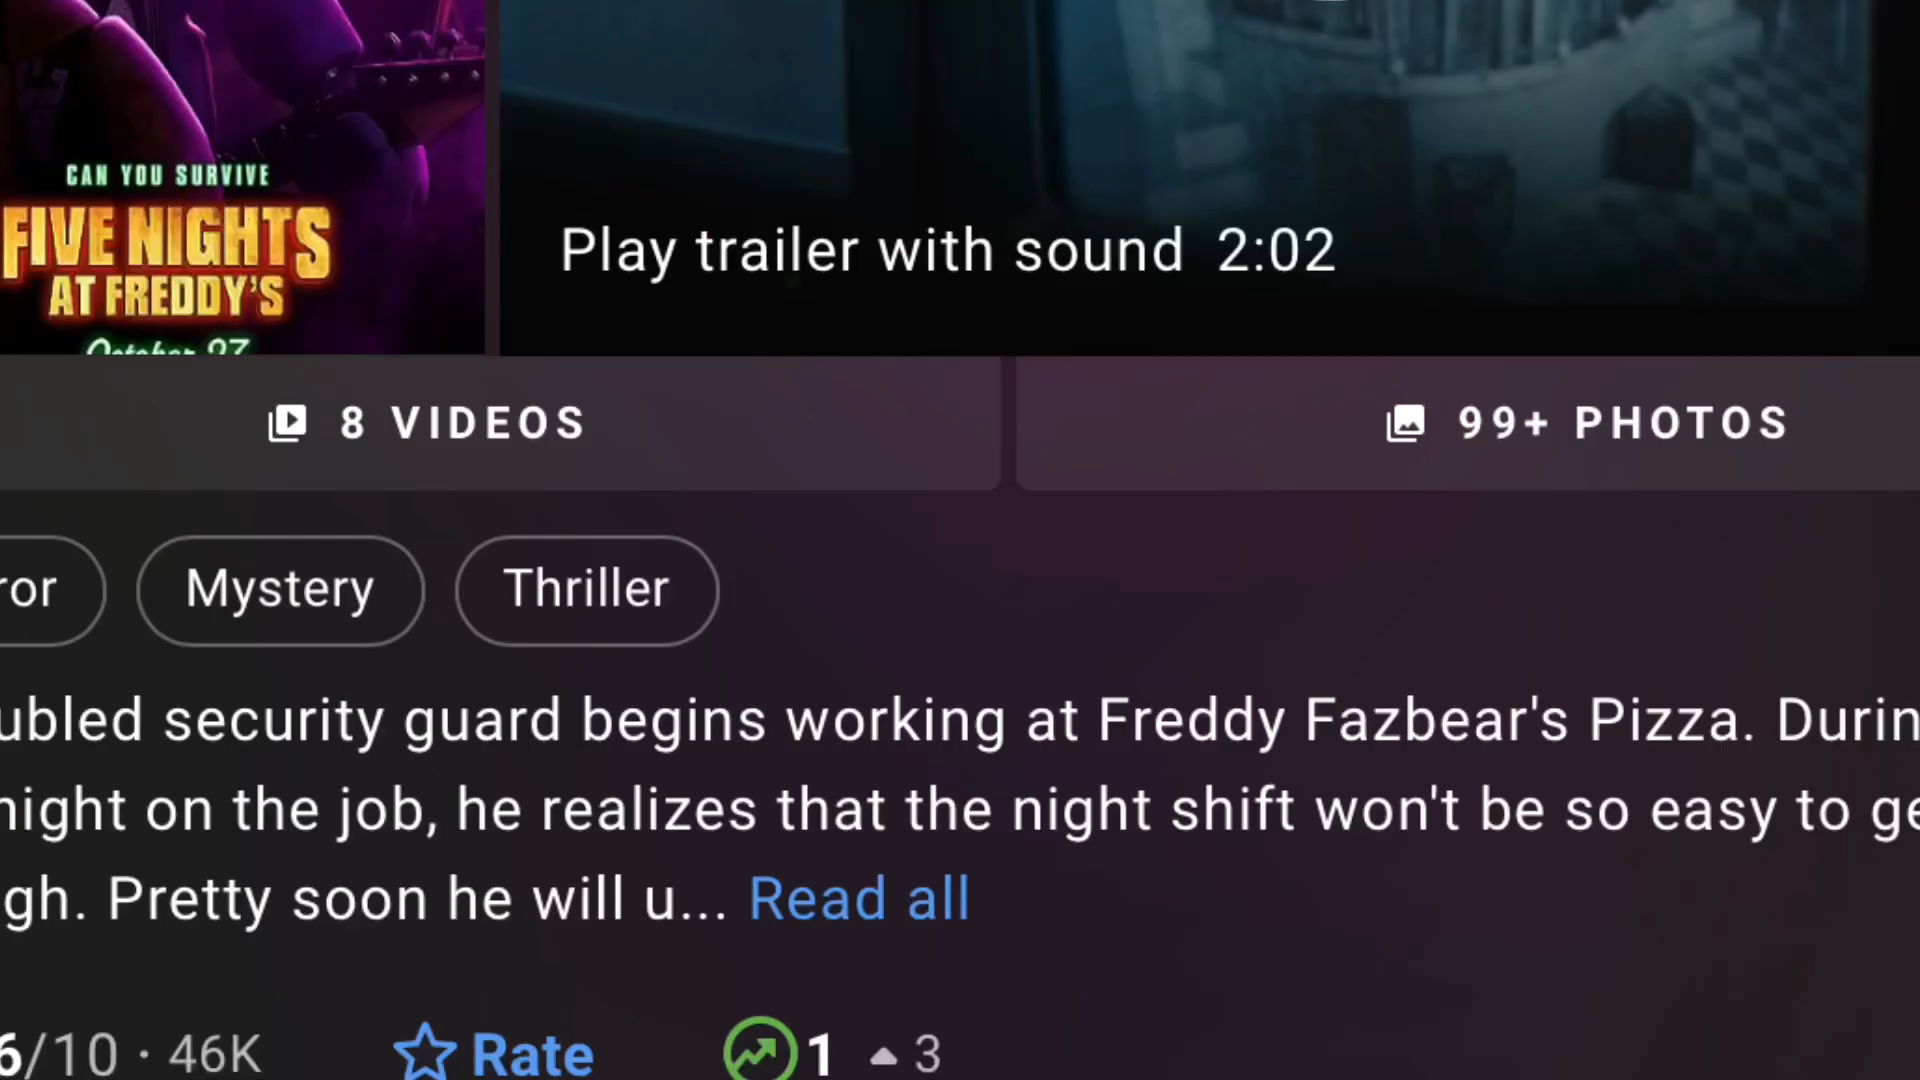 CAN YOU SURVIVE
FIVE NIGHTS
AT FREDDY'S
October 27
Play trailer with sound 2:02
8 VIDEOS
99+ PHOTOS
ror
Mystery
Thriller
ubled security guard begins working at Freddy Fazbear's Pizza. Durin
night on the job, he realizes that the night shift won't be so easy to ge
gh. Pretty soon he will u... Read all
6/10 · 46K
Rate
1
3